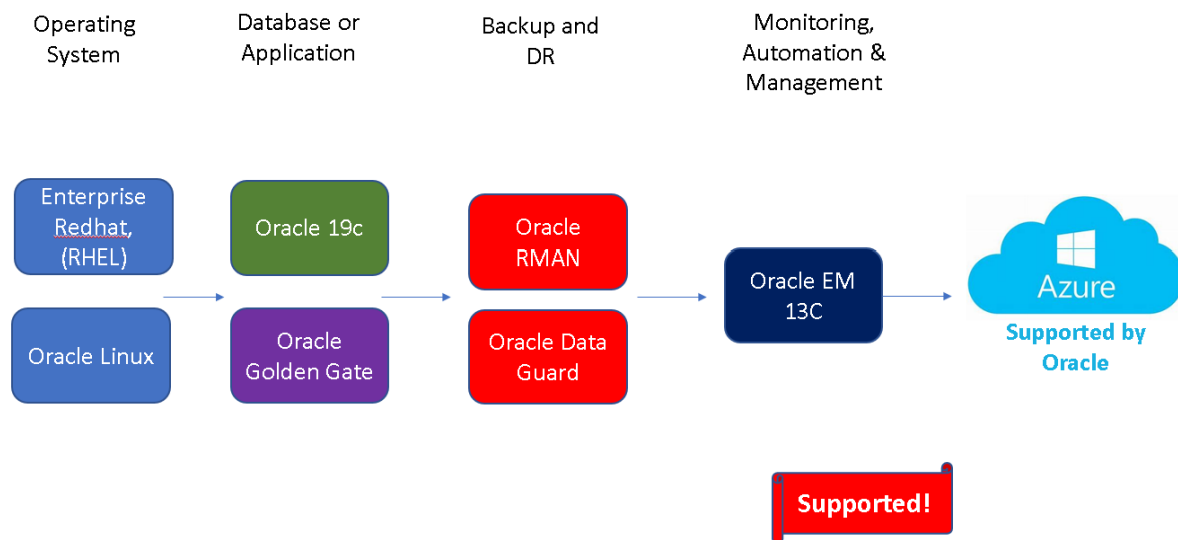 Operating
System
Database or
Application
Backup and
DR
Monitoring,
Automation &
Management
Enterprise
Redhat,
(RHEL)
Oracle Linux
Oracle 19c
Oracle
Golden Gate
Oracle
RMAN
Oracle Data
Guard
Oracle EM
13C
Azure
Supported by
Oracle
Supported!